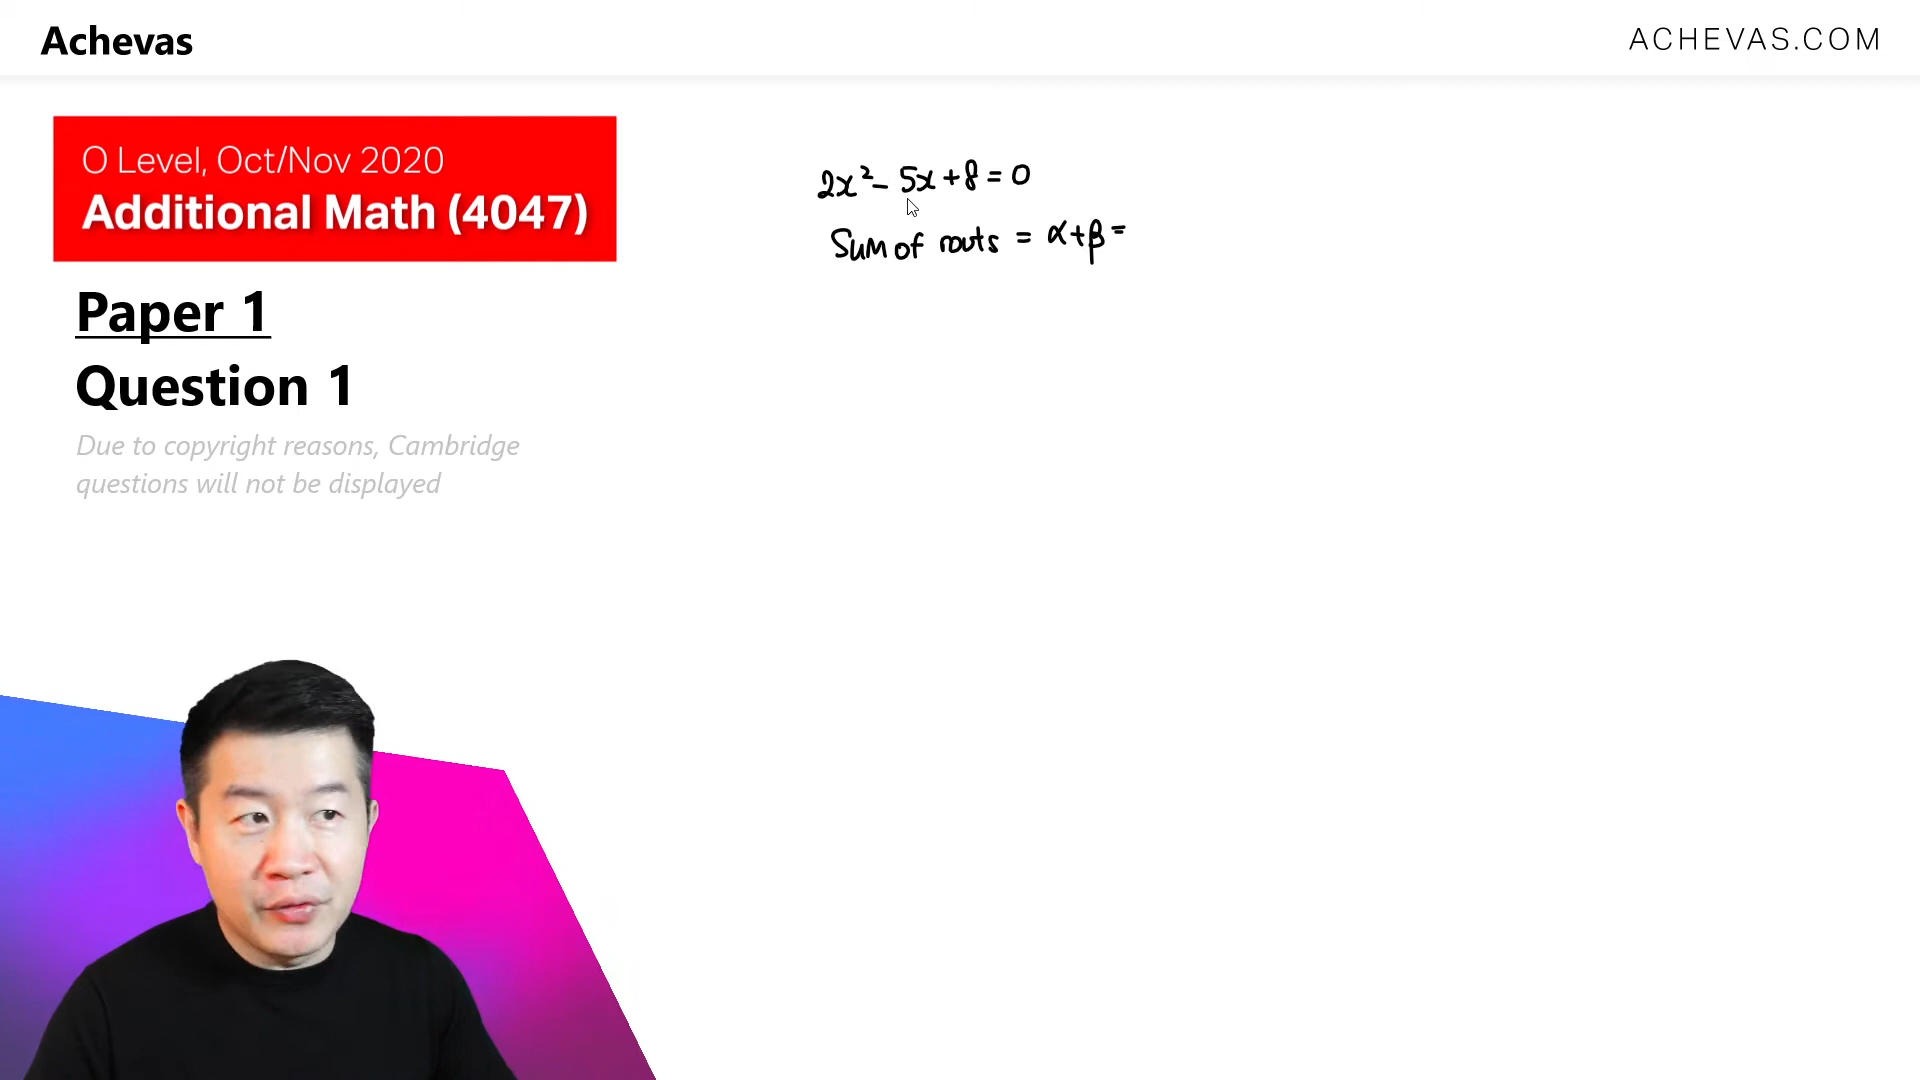 Achevas
ACHEVAS.COM
O Level, Oct/Nov 2020
Additional Math (4047)
Paper 1
Question 1
Due to copyright reasons, Cambridge
questions will not be displayed
2x² - 5x + 8 = 0
Sum of roots = α + β =